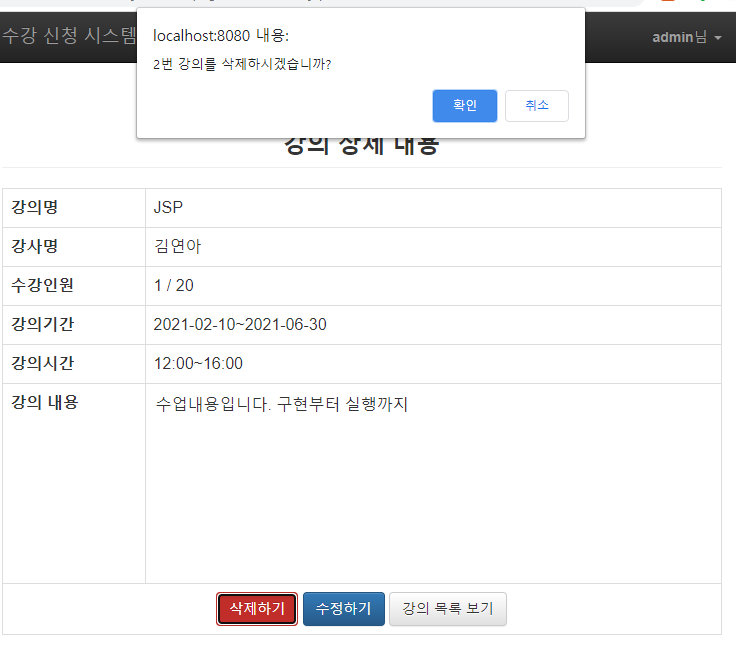 수강 신청 시스템
admin님
localhost:8080 내용:
2번 강의를 삭제하시겠습니까?
확인 취소
강의 상세 내용
강의명 JSP
강사명 김연아
수강인원 1 / 20
강의기간 2021-02-10~2021-06-30
강의시간 12:00~16:00
강의 내용 수업내용입니다. 구현부터 실행까지
삭제하기 수정하기 강의 목록 보기